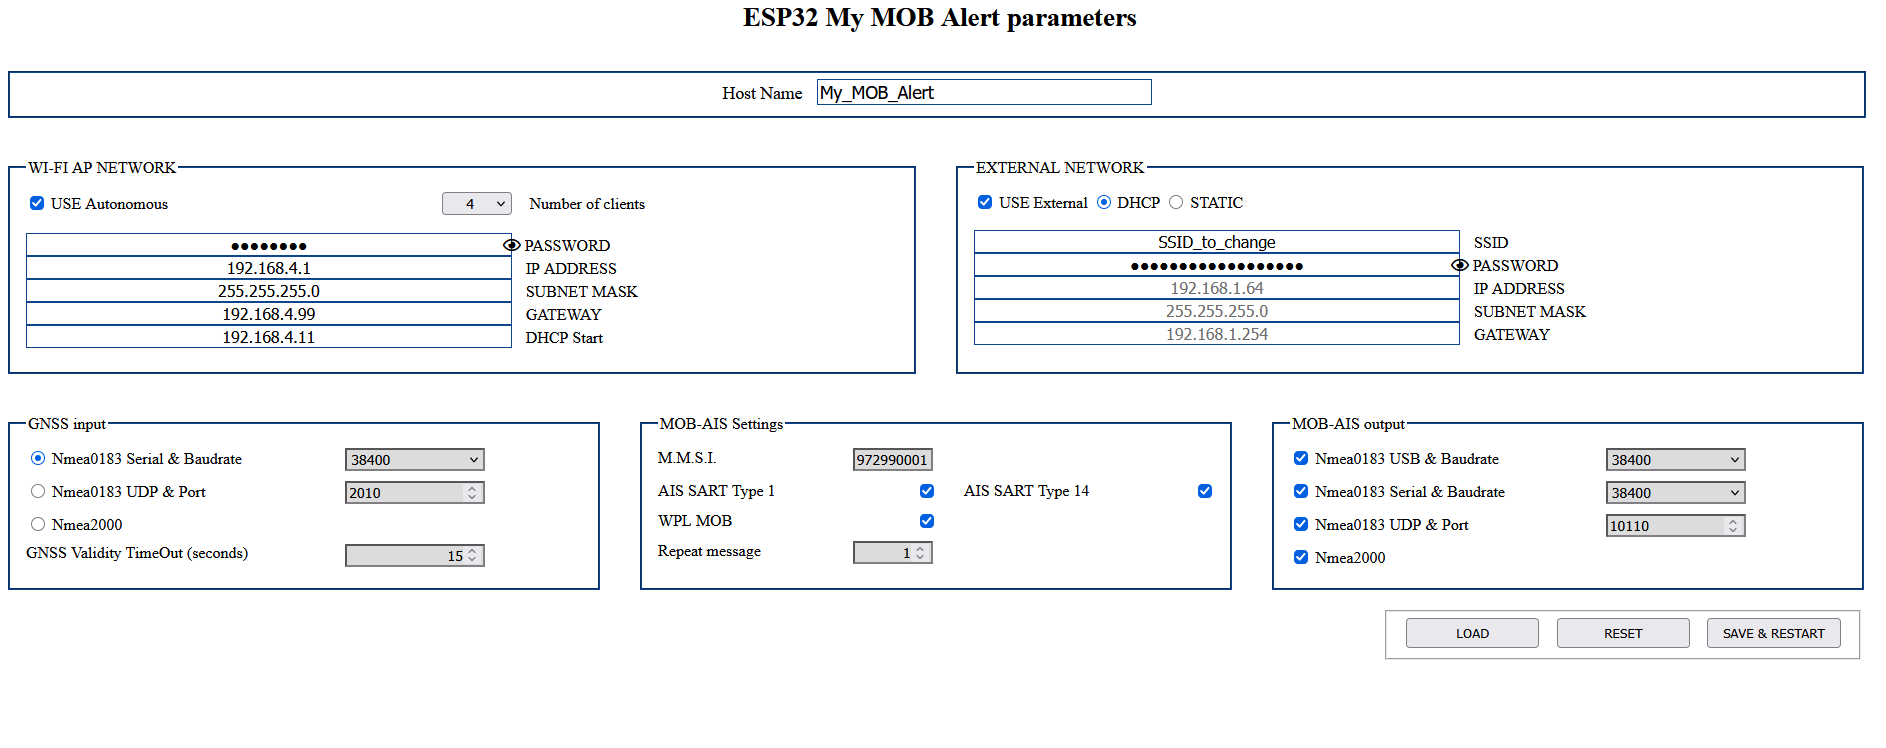 ESP32 My MOB Alert parameters
Host Name My_MOB_Alert
WI-FI AP NETWORK
USE Autonomous 4 Number of clients
●●●●●●●● PASSWORD
192.168.4.1 IP ADDRESS
255.255.255.0 SUBNET MASK
192.168.4.99 GATEWAY
192.168.4.11 DHCP Start
EXTERNAL NETWORK
USE External DHCP STATIC
SSID_to_change SSID
●●●●●●●●●●●●●●●●●● PASSWORD
192.168.1.64 IP ADDRESS
255.255.255.0 SUBNET MASK
192.168.1.254 GATEWAY
GNSS input
Nmea0183 Serial & Baudrate 38400
Nmea0183 UDP & Port 2010
Nmea2000
GNSS Validity TimeOut (seconds) 15
MOB-AIS Settings
M.M.S.I. 972990001
AIS SART Type 1 AIS SART Type 14
WPL MOB
Repeat message 1
MOB-AIS output
Nmea0183 USB & Baudrate 38400
Nmea0183 Serial & Baudrate 38400
Nmea0183 UDP & Port 10110
Nmea2000
LOAD RESET SAVE & RESTART